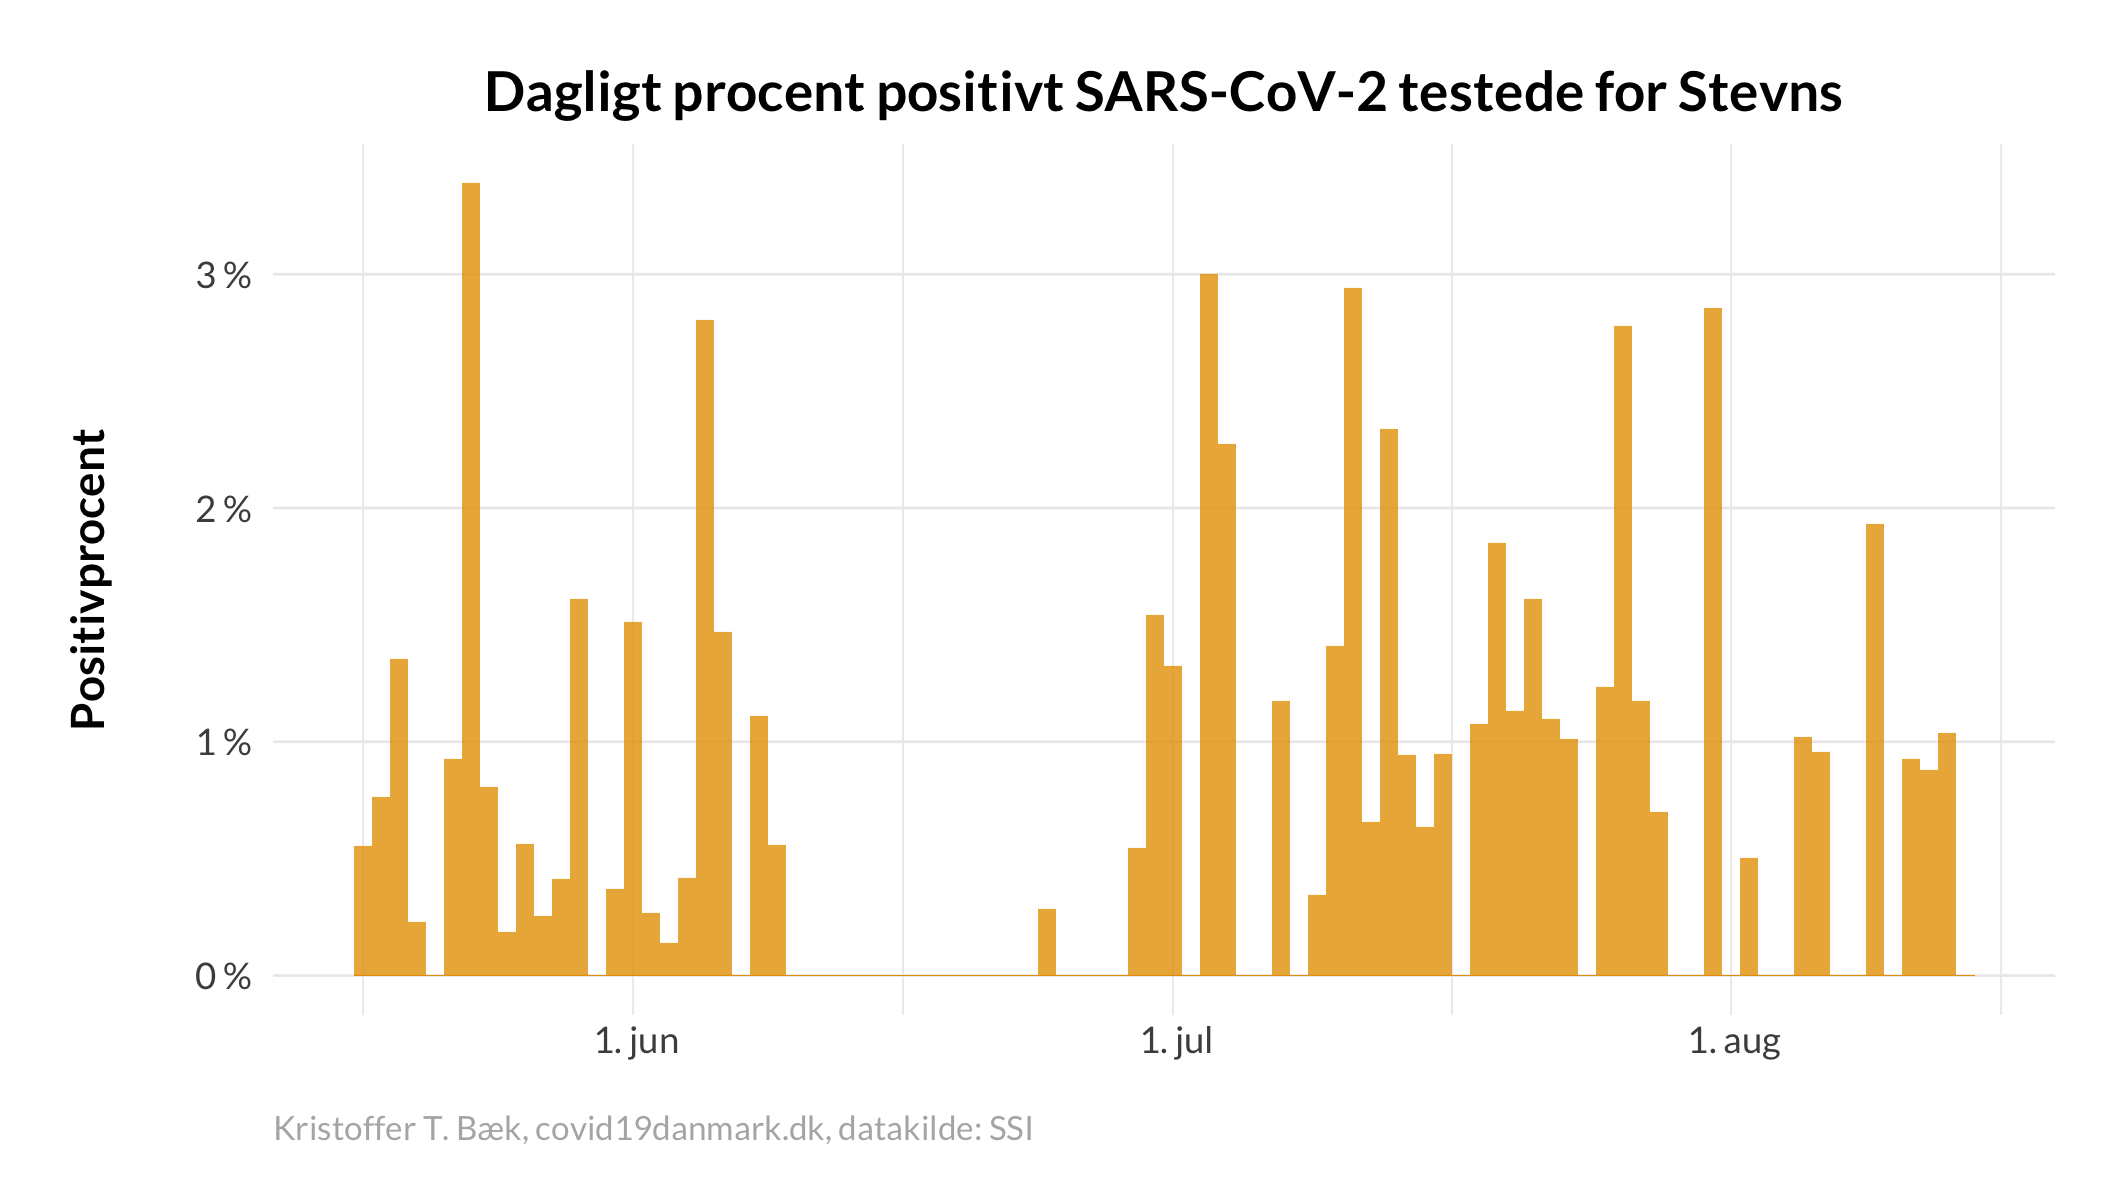 Dagligt procent positivt SARS-CoV-2 testede for Stevns
Positivprocent
3 %
2 %
1 %
0 %
1. jun
1. jul
1. aug
Kristoffer T. Bæk, covid19danmark.dk, datakilde: SSI